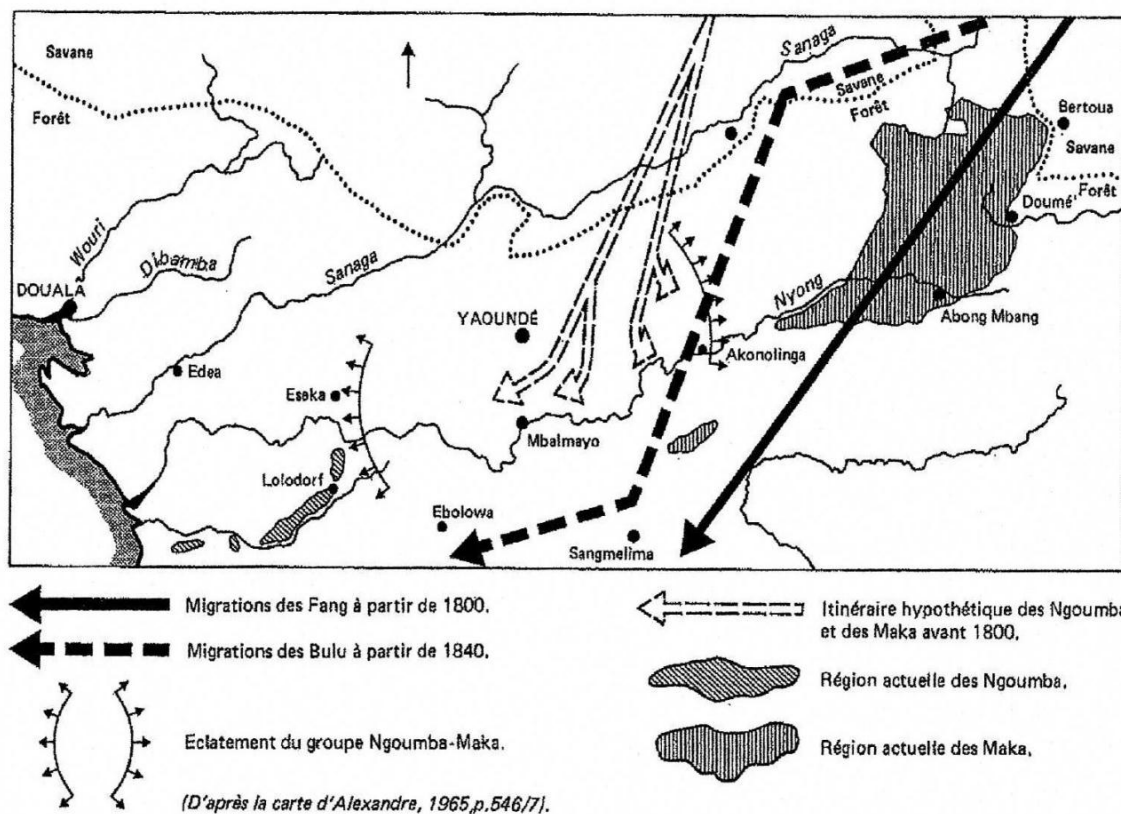 Savane
Forêt
Sanaga
Savane
Forêt
Bertoua
Savane
Forêt
Doumé
Wouri
Dibamba
Sanaga
DOUALA
YAOUNDÉ
Nyong
Abong Mbang
Akonolinga
Edea
Eseka
Mbalmayo
Lolodorf
Ebolowa
Sangmelima
Migrations des Fang à partir de 1800.
Migrations des Bulu à partir de 1840.
Eclatement du groupe Ngoumba-Maka.
(D'après la carte d'Alexandre, 1965,p.546/7).
Itinéraire hypothétique des Ngoumba
et des Maka avant 1800.
Région actuelle des Ngoumba.
Région actuelle des Maka.